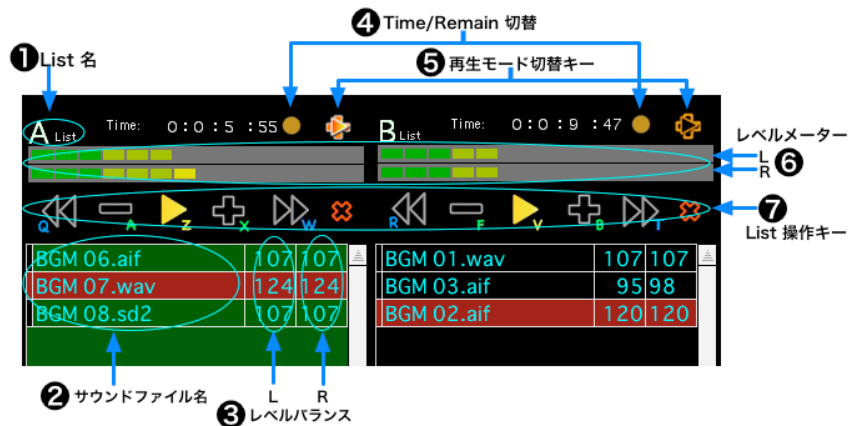 ❹Time/Remain 切替
❶List 名
❺再生モード切替キー
A List Time: 0:0:5 :55
B List Time: 0:0:9 :47
レベルメーター
L
R ❻
Q A Z X W R F V B T
❼
List 操作キー
BGM 06.aif 107 107
BGM 07.wav 124 124
BGM 08.sd2 107 107
BGM 01.wav 107 107
BGM 03.aif 95 98
BGM 02.aif 120 120
❷サウンドファイル名
L R
❸レベルバランス